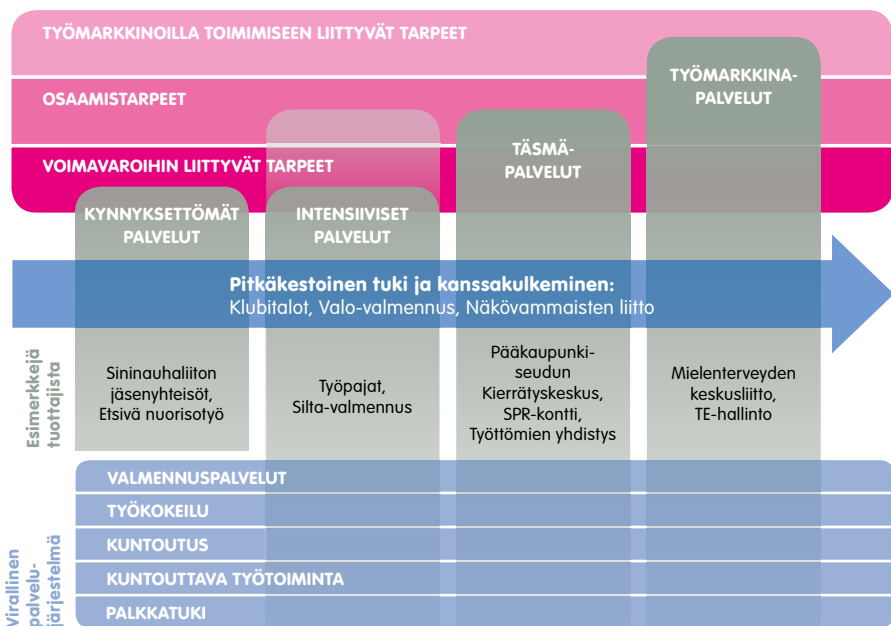 TYÖMARKKINOILLA TOIMIMISEEN LIITTYVÄT TARPEET
OSAAMISTARPEET
VOIMAVAROIHIN LIITTYVÄT TARPEET
KYNNYKSETTÖMÄT
PALVELUT
INTENSIIVISET
PALVELUT
TÄSMÄ-
PALVELUT
TYÖMARKKINA-
PALVELUT
Pitkäkestoinen tuki ja kanssakulkeminen:
Klubitalot, Valo-valmennus, Näkövammaisten liitto
Esimerkkejä
tuottajista
Sininauhaliiton
jäsenyhteisöt,
Etsivä nuorisotyö
Työpajat,
Silta-valmennus
Pääkaupunki-
seudun
Kierrätyskeskus,
SPR-kontti,
Työttömien yhdistys
Mielenterveyden
keskusliitto,
TE-hallinto
Virallinen
palvelu-
järjestelmä
VALMENNUSPALVELUT
TYÖKOKEILU
KUNTOUTUS
KUNTOUTTAVA TYÖTOIMINTA
PALKKATUKI